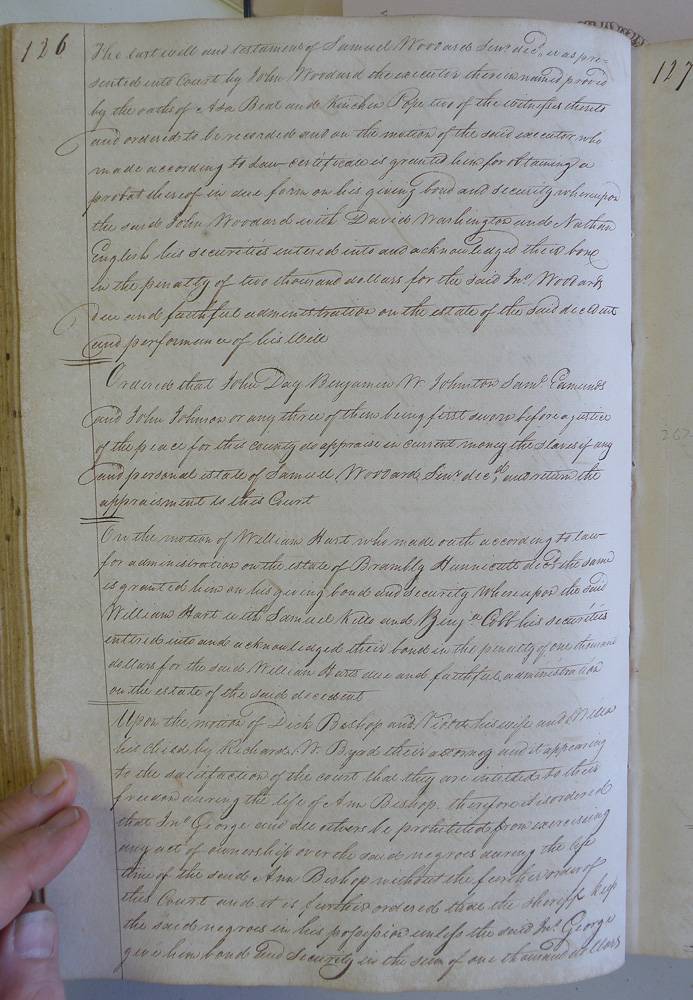 126
The last will and testament of Samuel Woodard Senr. decd. was pre-
sented into Court by John Woodard the executor therein named proved
by the oaths of Asa Beal and Kinchen Pope two of the witnesses thereto
and ordered to be recorded and on the motion of the said executor who
made according to Law certificate is granted him for obtaining a
probat thereof in due form on his giving bond and security whereupon
the said John Woodard with David Washington and Nathan
English his securities entered into and acknowledged their bond
in the penalty of two thousand dollars for the said Jno. Woodards
due and faithful administration on the estate of the said decedent
and performance of his Will
Ordered that John Day Benjamin W. Johnston Saml. Edmunds
and John Johnson or any three of them being first sworn before a justice
of the peace for this county do appraise in current money the slaves if any
and personal estate of Samuel Woodard Senr. decd. and return the
appraisment to this Court
On the motion of William Hart who made oath according to law
for administration on the estate of Brambly Hunnicutt decd. the same
is granted him on his giving bond and security Whereupon the said
William Hart with Samuel Kello and Benja. Cobb his securities
entered into and acknowledged their bond in the penalty of one thousand
dollars for the said William Harts due and faithful administration
on the estate of the said decedent
Upon the motion of Dick Bishop and his wife and
his child by Richard W. Byrd their attorney and it appearing
to the satisfaction of the court that they are intitled to their
freedom during the life of Ann Bishop. therefore it is ordered
that Jno. George and all others be prohibited from exercising
any act of ownership over the said negroes during the life
time of the said Ann Bishop without the further order of
this Court and it is further ordered that the sheriff keep
the said negroes in his possession unless the said Jno. George
give him bond and security in the sum of one thousand dollars
127